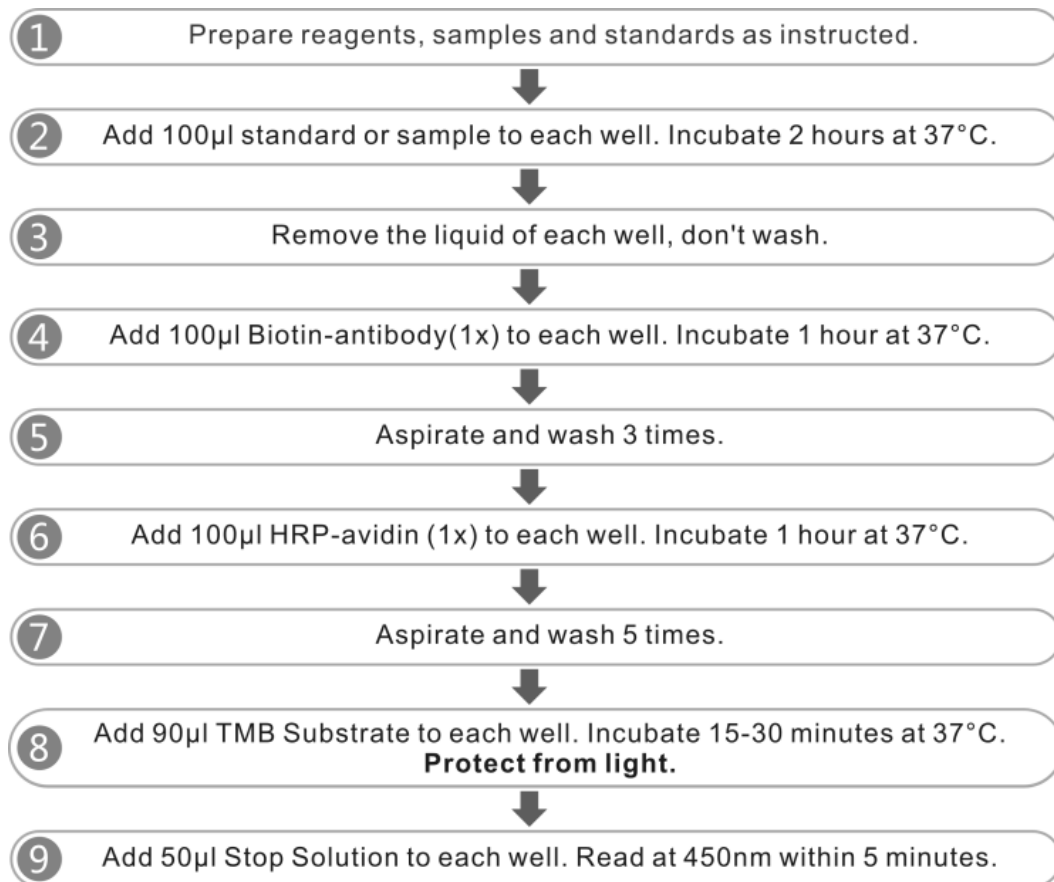 1 Prepare reagents, samples and standards as instructed.
2 Add 100µl standard or sample to each well. Incubate 2 hours at 37°C.
3 Remove the liquid of each well, don't wash.
4 Add 100µl Biotin-antibody(1x) to each well. Incubate 1 hour at 37°C.
5 Aspirate and wash 3 times.
6 Add 100µl HRP-avidin (1x) to each well. Incubate 1 hour at 37°C.
7 Aspirate and wash 5 times.
8 Add 90µl TMB Substrate to each well. Incubate 15-30 minutes at 37°C.
Protect from light.
9 Add 50µl Stop Solution to each well. Read at 450nm within 5 minutes.